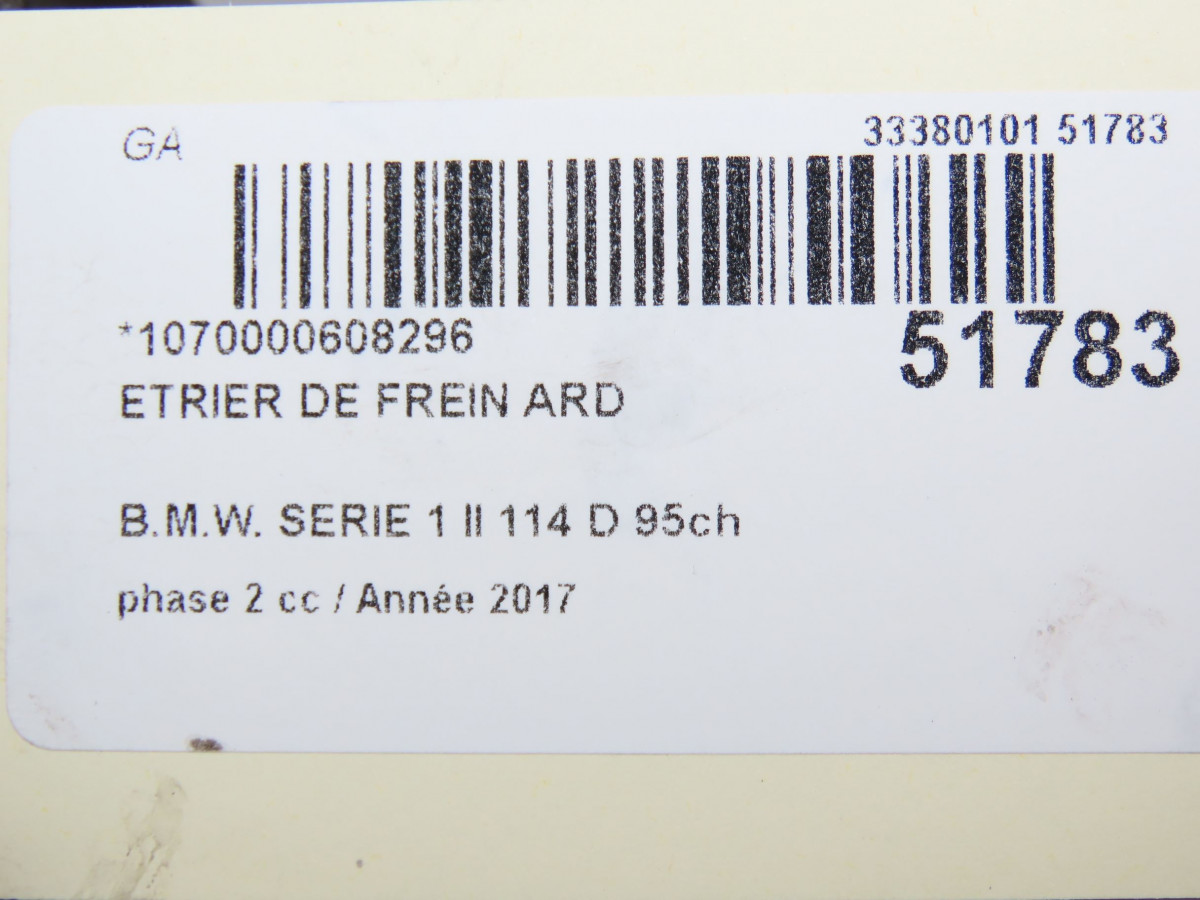 GA
33380101 51783
*1070000608296
51783
ETRIER DE FREIN ARD
B.M.W. SERIE 1 II 114 D 95ch
phase 2 cc / Année 2017